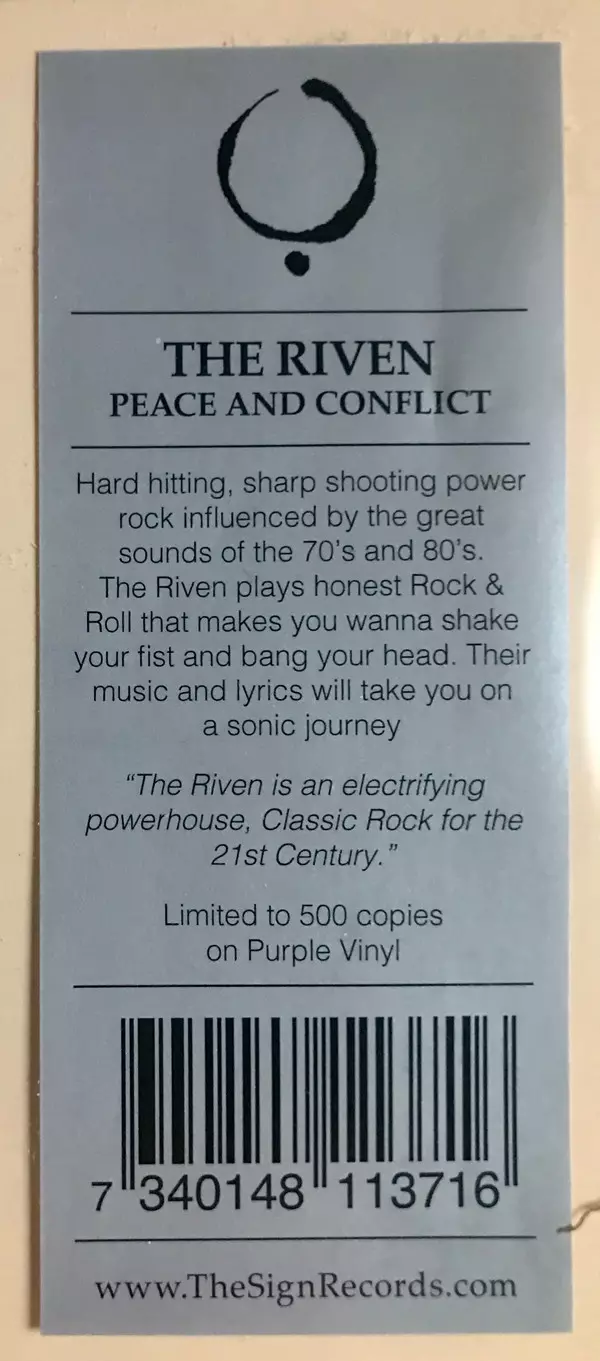 THE RIVEN
PEACE AND CONFLICT
Hard hitting, sharp shooting power
rock influenced by the great
sounds of the 70's and 80's.
The Riven plays honest Rock &
Roll that makes you wanna shake
your fist and bang your head. Their
music and lyrics will take you on
a sonic journey
“The Riven is an electrifying
powerhouse, Classic Rock for the
21st Century.”
Limited to 500 copies
on Purple Vinyl
7 340148 113716
www.TheSignRecords.com